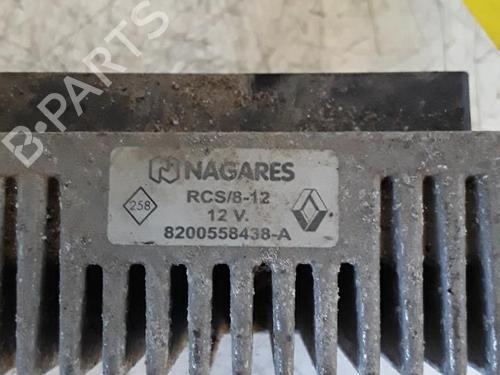 B-PARTS
NAGARES
RCS/8-12
258
12 V.
8200558438-A